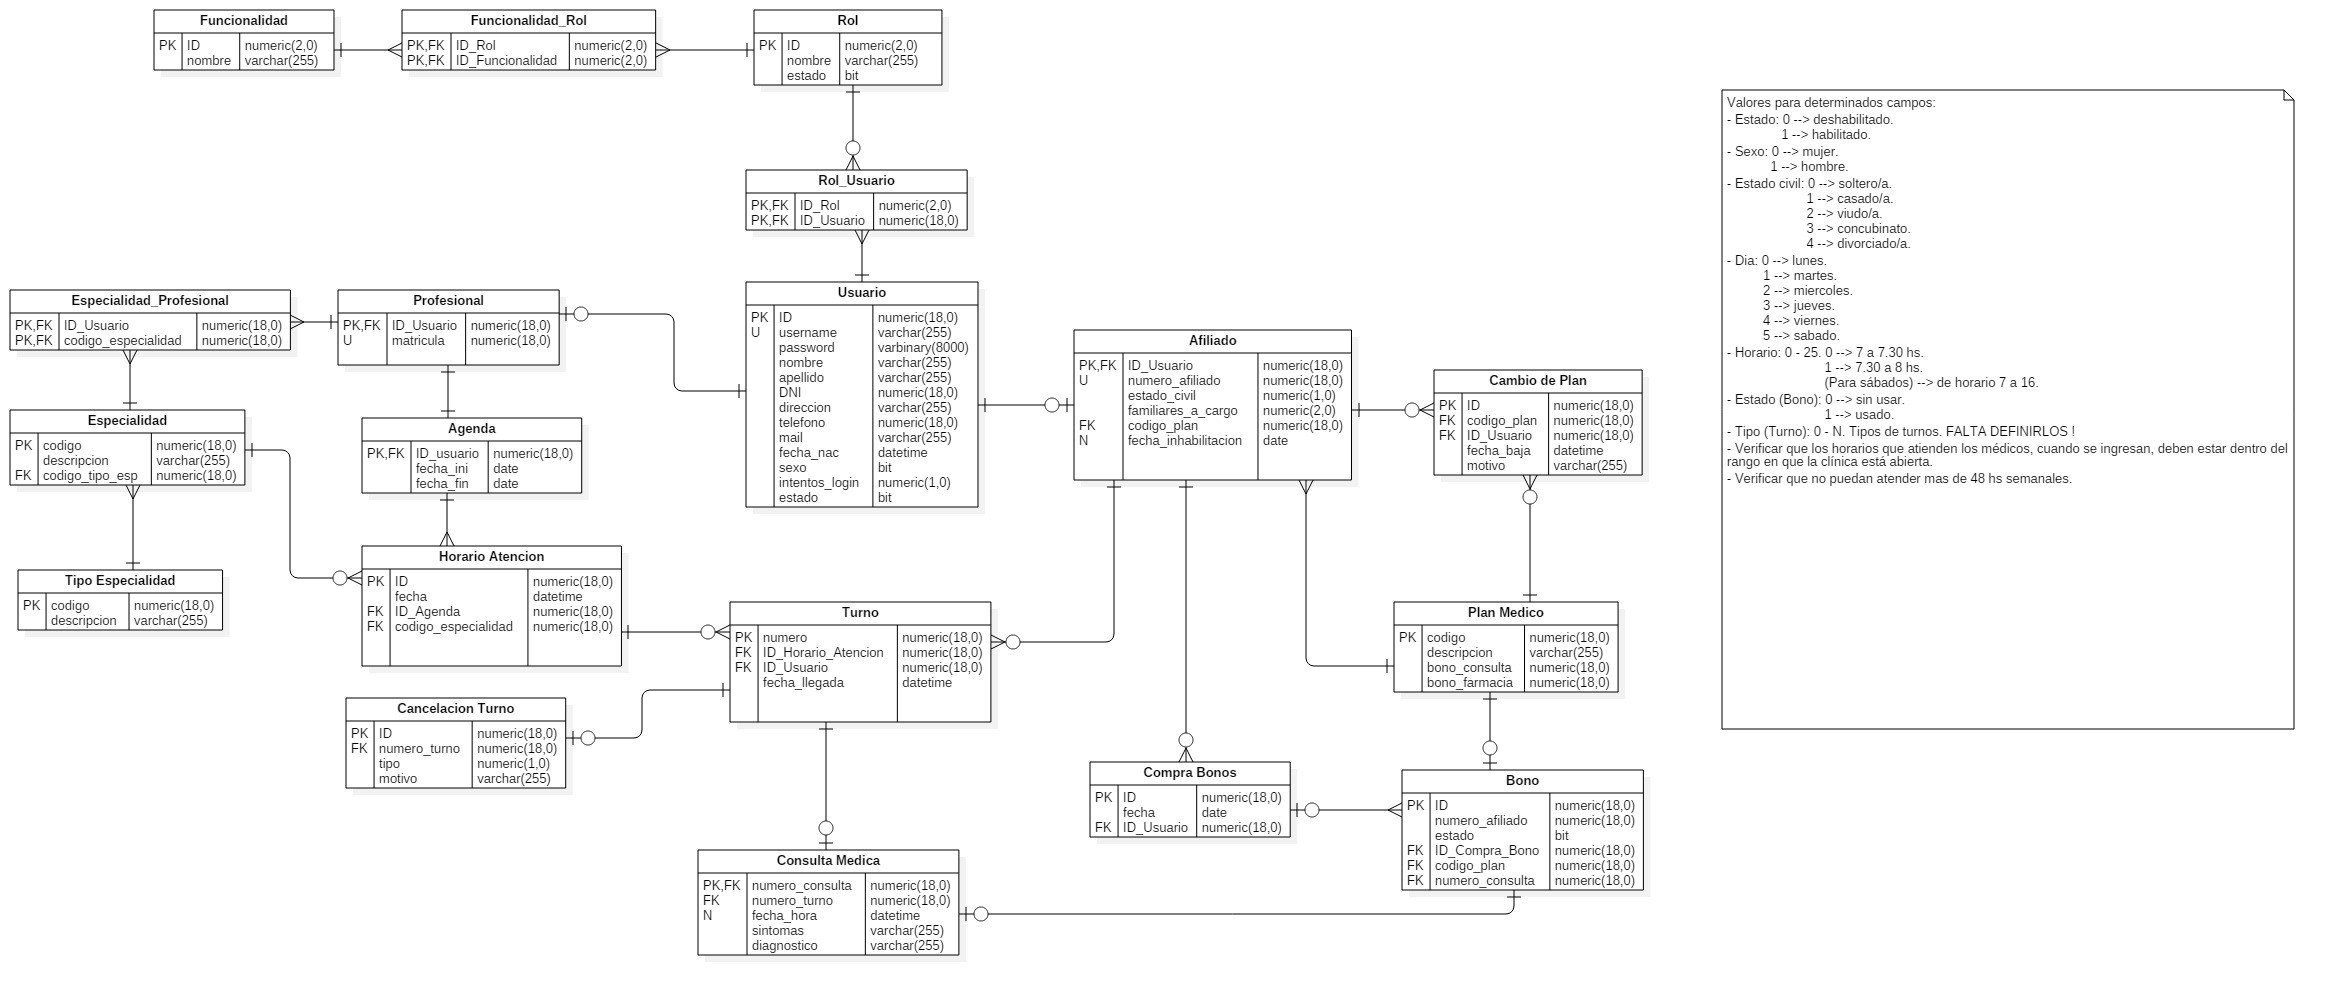 Funcionalidad
PK ID numeric(2,0)
nombre varchar(255)
Funcionalidad_Rol
PK,FK ID_Rol numeric(2,0)
PK,FK ID_Funcionalidad numeric(2,0)
Rol
PK ID numeric(2,0)
nombre varchar(255)
estado bit
Rol_Usuario
PK,FK ID_Rol numeric(2,0)
PK,FK ID_Usuario numeric(18,0)
Especialidad_Profesional
PK,FK ID_Usuario numeric(18,0)
PK,FK codigo_especialidad numeric(18,0)
Profesional
PK,FK ID_Usuario numeric(18,0)
U matricula numeric(18,0)
Usuario
PK ID numeric(18,0)
U username varchar(255)
password varbinary(8000)
nombre varchar(255)
apellido varchar(255)
DNI numeric(18,0)
direccion varchar(255)
telefono numeric(18,0)
mail varchar(255)
fecha_nac datetime
sexo bit
intentos_login numeric(1,0)
estado bit
Afiliado
PK,FK ID_Usuario numeric(18,0)
U numero_afiliado numeric(18,0)
estado_civil numeric(1,0)
familiares_a_cargo numeric(2,0)
FK codigo_plan numeric(18,0)
N fecha_inhabilitacion date
Cambio de Plan
PK ID numeric(18,0)
FK codigo_plan numeric(18,0)
FK ID_Usuario numeric(18,0)
fecha_baja datetime
motivo varchar(255)
Especialidad
PK codigo numeric(18,0)
descripcion varchar(255)
FK codigo_tipo_esp numeric(18,0)
Agenda
PK,FK ID_usuario numeric(18,0)
fecha_ini date
fecha_fin date
Tipo Especialidad
PK codigo numeric(18,0)
descripcion varchar(255)
Horario Atencion
PK ID numeric(18,0)
fecha datetime
FK ID_Agenda numeric(18,0)
FK codigo_especialidad numeric(18,0)
Turno
PK numero numeric(18,0)
FK ID_Horario_Atencion numeric(18,0)
FK ID_Usuario numeric(18,0)
fecha_llegada datetime
Plan Medico
PK codigo numeric(18,0)
descripcion varchar(255)
bono_consulta numeric(18,0)
bono_farmacia numeric(18,0)
Cancelacion Turno
PK ID numeric(18,0)
FK numero_turno numeric(18,0)
tipo numeric(1,0)
motivo varchar(255)
Compra Bonos
PK ID numeric(18,0)
fecha date
FK ID_Usuario numeric(18,0)
Bono
PK ID numeric(18,0)
numero_afiliado numeric(18,0)
estado bit
FK ID_Compra_Bono numeric(18,0)
FK codigo_plan numeric(18,0)
FK numero_consulta numeric(18,0)
Consulta Medica
PK,FK numero_consulta numeric(18,0)
FK numero_turno numeric(18,0)
N fecha_hora datetime
sintomas varchar(255)
diagnostico varchar(255)
Valores para determinados campos:
- Estado: 0 --> deshabilitado.
1 --> habilitado.
- Sexo: 0 --> mujer.
1 --> hombre.
- Estado civil: 0 --> soltero/a.
1 --> casado/a.
2 --> viudo/a.
3 --> concubinato.
4 --> divorciado/a.
- Dia: 0 --> lunes.
1 --> martes.
2 --> miercoles.
3 --> jueves.
4 --> viernes.
5 --> sabado.
- Horario: 0 - 25. 0 --> 7 a 7.30 hs.
1 --> 7.30 a 8 hs.
(Para sábados) --> de horario 7 a 16.
- Estado (Bono): 0 --> sin usar.
1 --> usado.
- Tipo (Turno): 0 - N. Tipos de turnos. FALTA DEFINIRLOS !
- Verificar que los horarios que atienden los médicos, cuando se ingresan, deben estar dentro del
rango en que la clínica está abierta.
- Verificar que no puedan atender mas de 48 hs semanales.